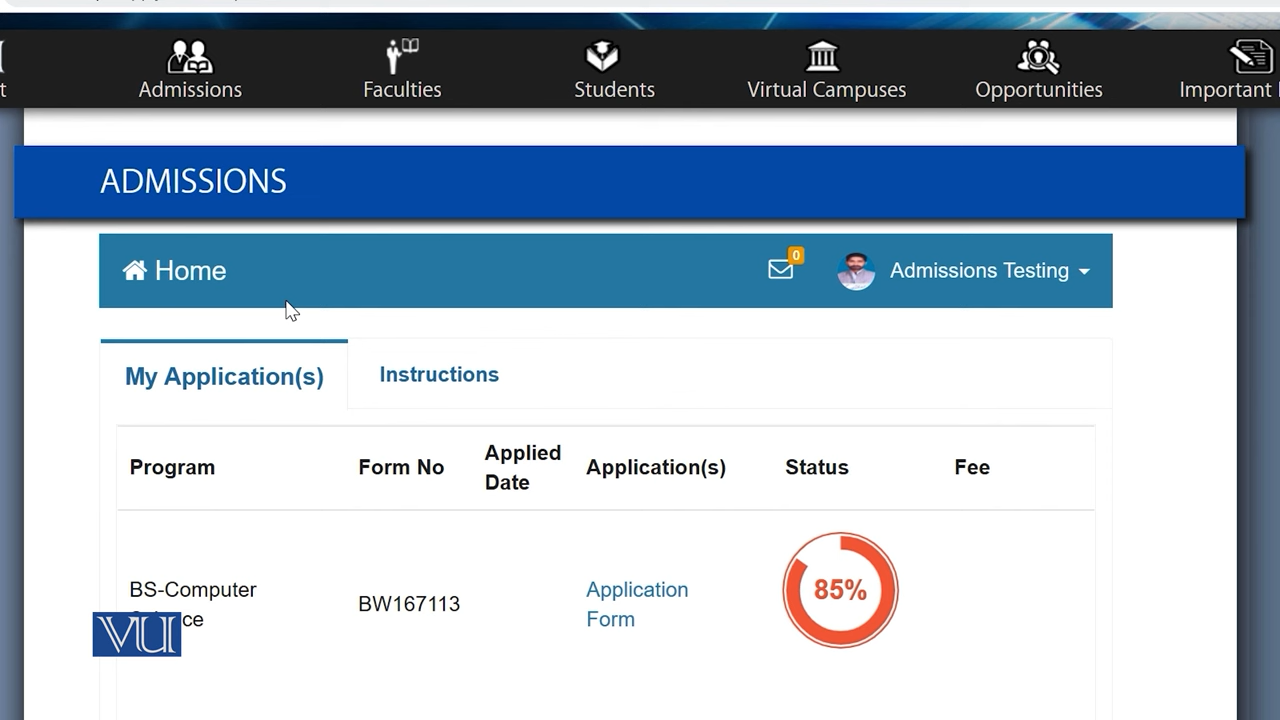 Admissions
Faculties
Students
Virtual Campuses
Opportunities
Important
ADMISSIONS
Home
0
Admissions Testing
My Application(s)
Instructions
Program
Form No
Applied
Date
Application(s)
Status
Fee
BS-Computer
BW167113
Application
Form
85%
VU